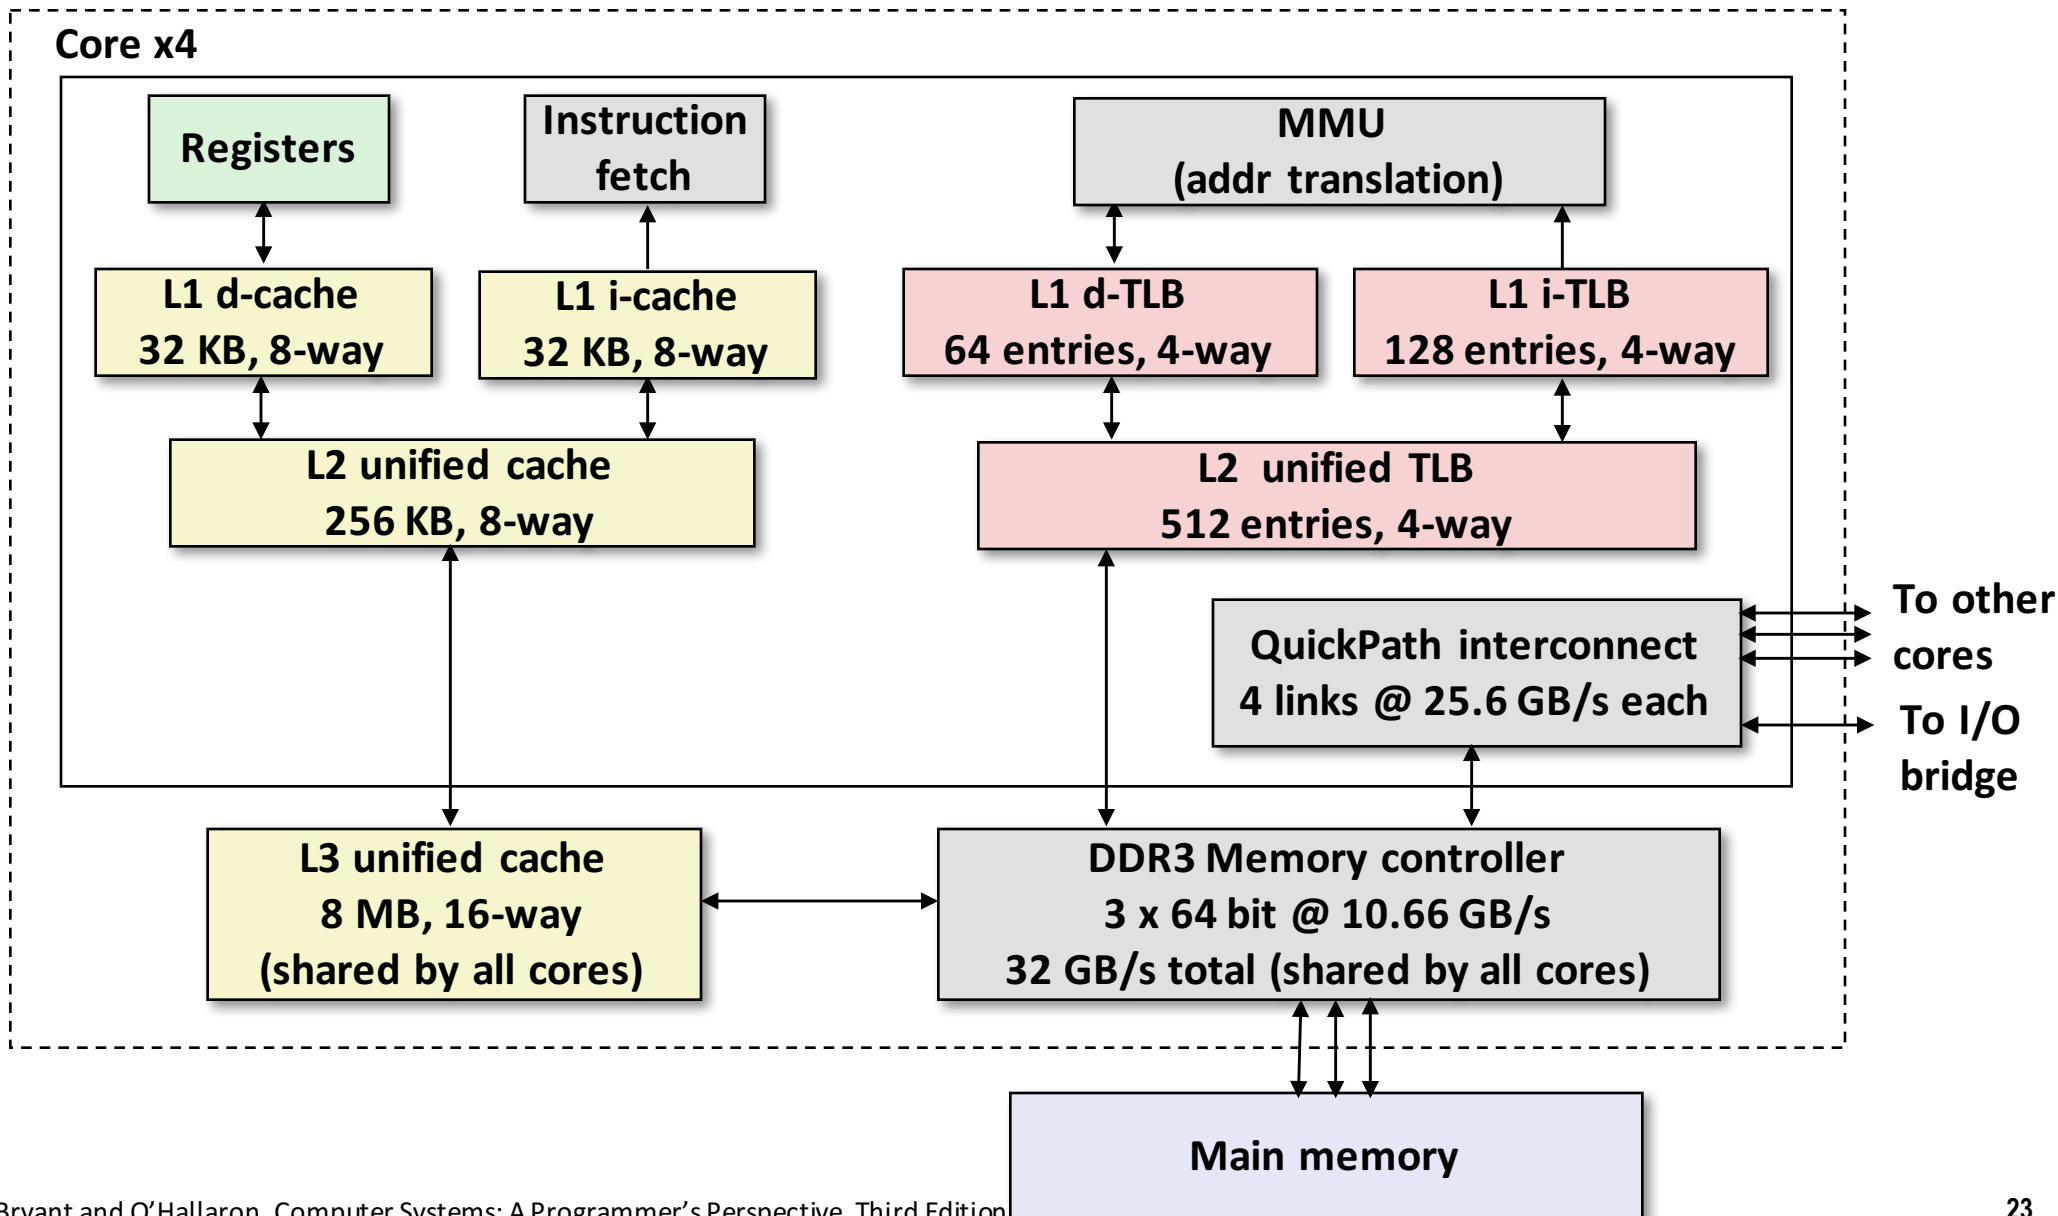 Core x4
Registers
Instruction
fetch
MMU
(addr translation)
L1 d-cache
32 KB, 8-way
L1 i-cache
32 KB, 8-way
L1 d-TLB
64 entries, 4-way
L1 i-TLB
128 entries, 4-way
L2 unified cache
256 KB, 8-way
L2 unified TLB
512 entries, 4-way
QuickPath interconnect
4 links @ 25.6 GB/s each
To other
cores
To I/O
bridge
L3 unified cache
8 MB, 16-way
(shared by all cores)
DDR3 Memory controller
3 x 64 bit @ 10.66 GB/s
32 GB/s total (shared by all cores)
Main memory
Bryant and O'Hallaron, Computer Systems: A Programmer's Perspective, Third Edition
23